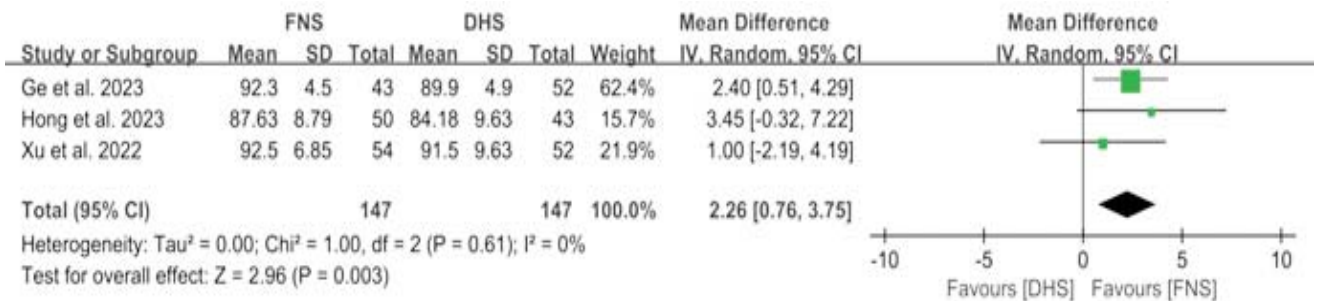 FNS DHS Mean Difference Mean Difference
Study or Subgroup Mean SD Total Mean SD Total Weight IV, Random, 95% CI IV, Random, 95% CI
Ge et al. 2023 92.3 4.5 43 89.9 4.9 52 62.4% 2.40 [0.51, 4.29]
Hong et al. 2023 87.63 8.79 50 84.18 9.63 43 15.7% 3.45 [-0.32, 7.22]
Xu et al. 2022 92.5 6.85 54 91.5 9.63 52 21.9% 1.00 [-2.19, 4.19]
Total (95% CI) 147 147 100.0% 2.26 [0.76, 3.75]
Heterogeneity: Tau² = 0.00; Chi² = 1.00, df = 2 (P = 0.61); I² = 0%
Test for overall effect: Z = 2.96 (P = 0.003)
-10 -5 0 5 10
Favours [DHS] Favours [FNS]